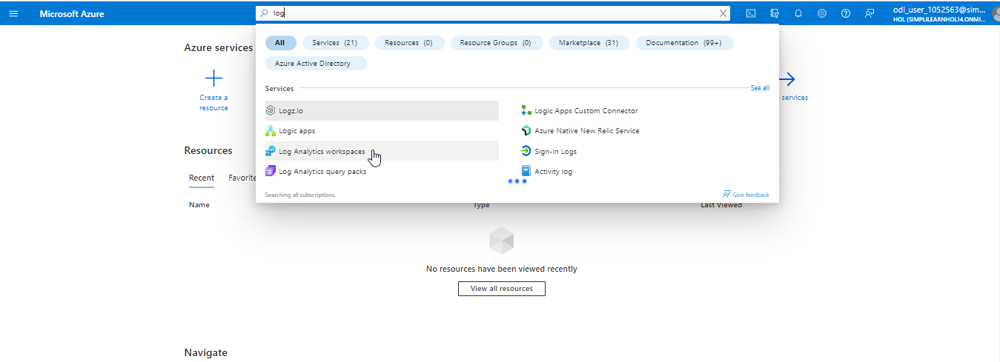 Microsoft Azure
log
odl_user_1052563@sim...
HOL (SIMPLILEARNHOL14.ONMI...
All
Services (21)
Resources (0)
Resource Groups (0)
Marketplace (31)
Documentation (99+)
Azure Active Directory
Azure services
Create a
resource
services
Services
See all
Logz.io
Logic Apps Custom Connector
Logic apps
Azure Native New Relic Service
Log Analytics workspaces
Sign-in Logs
Log Analytics query packs
Activity log
Searching all subscriptions.
Give feedback
Resources
Recent
Favorite
Name
Type
Last Viewed
No resources have been viewed recently
View all resources
Navigate